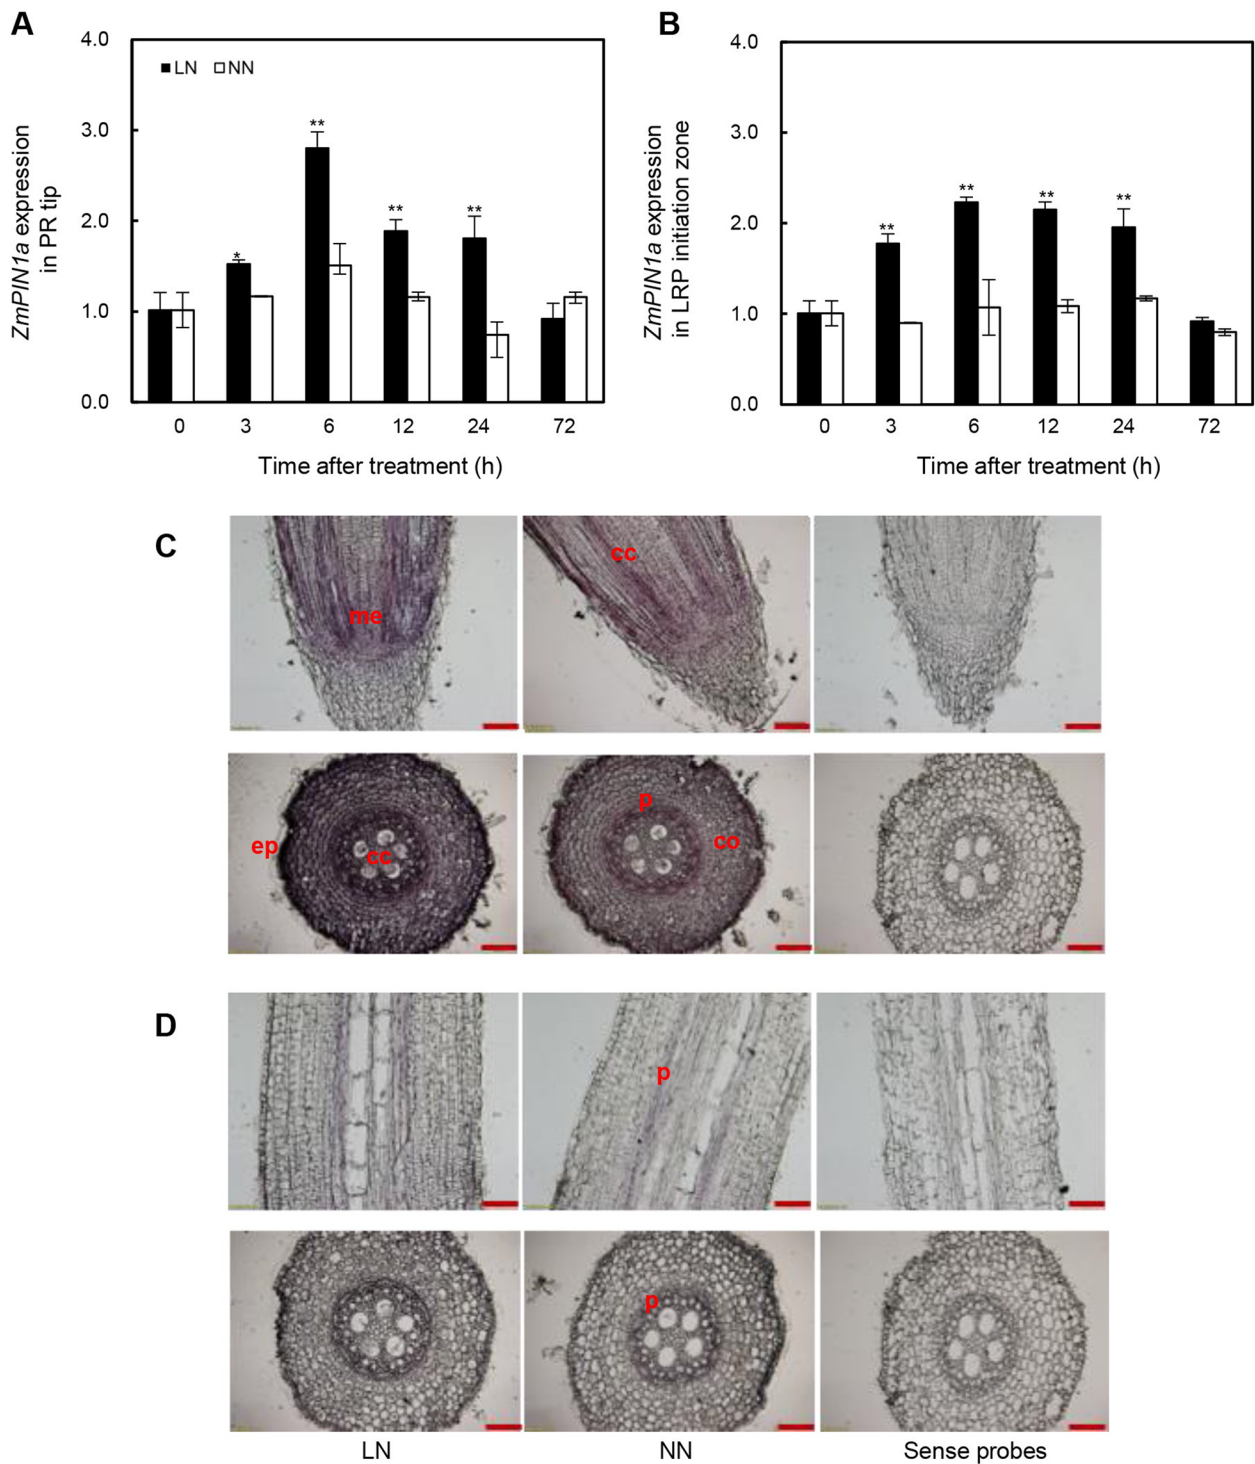 A
4.0
3.0
2.0
1.0
0.0
ZmPIN1a expression
in PR tip
LN NN
* ** ** **
0 3 6 12 24 72
Time after treatment (h)
B
4.0
3.0
2.0
1.0
0.0
ZmPIN1a expression
in LRP initiation zone
** ** ** **
0 3 6 12 24 72
Time after treatment (h)
C
me
cc
ep
cc
p
co
D
p
p
LN NN Sense probes